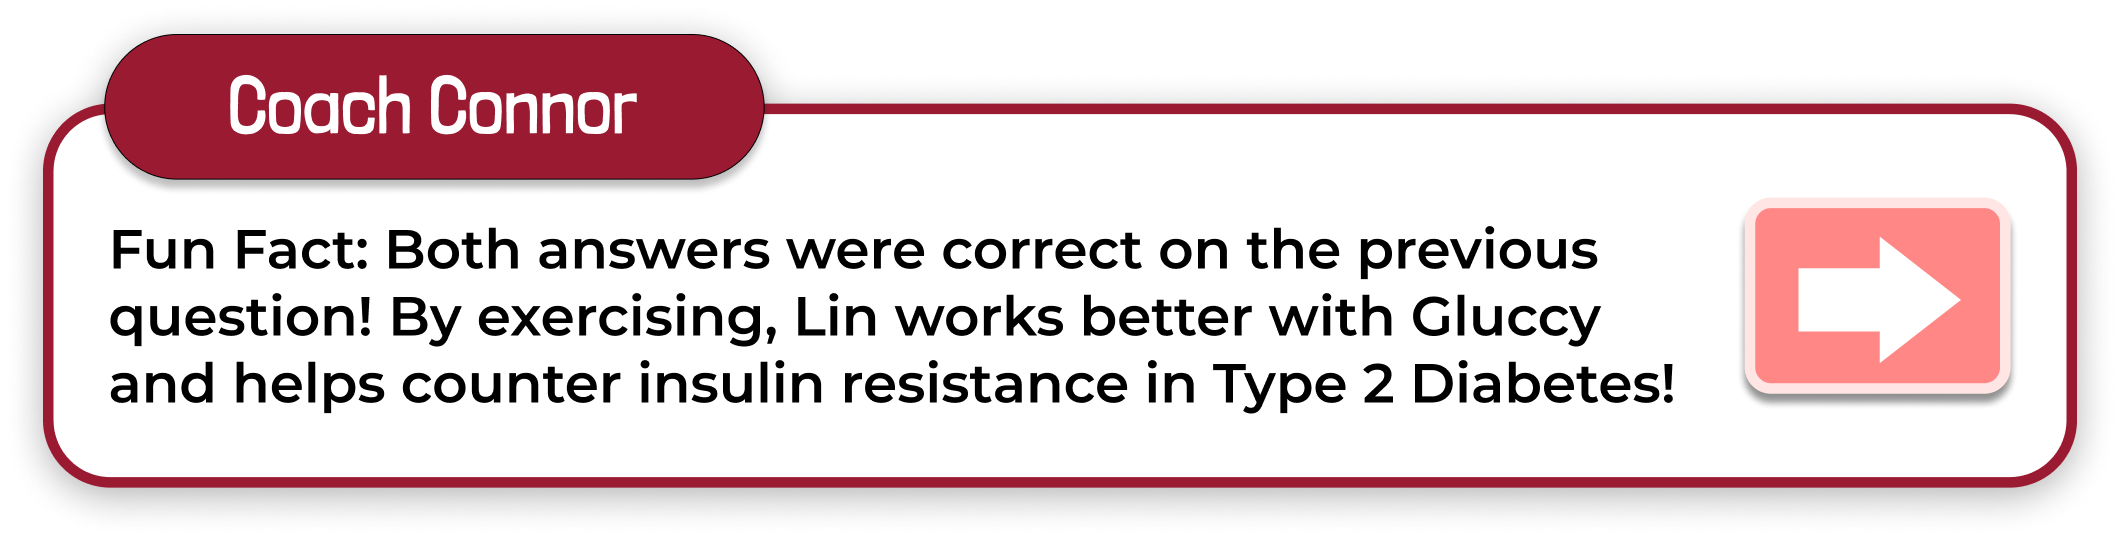 Coach Connor
Fun Fact: Both answers were correct on the previous
question! By exercising, Lin works better with Gluccy
and helps counter insulin resistance in Type 2 Diabetes!